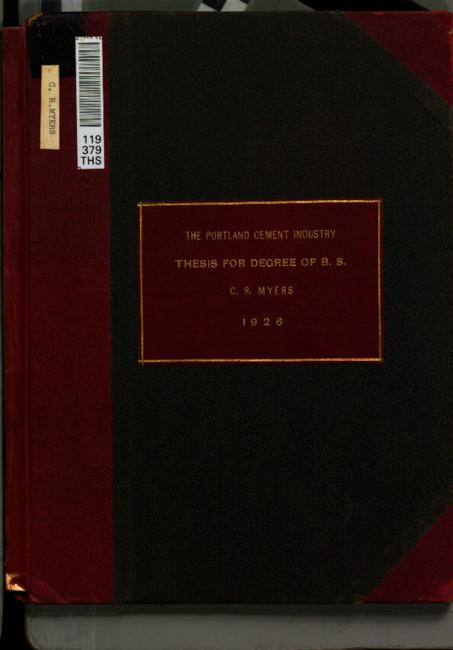 C. R. MYERS
119
379
THS
THE PORTLAND CEMENT INDUSTRY
THESIS FOR DEGREE OF B. S.
C. R. MYERS
1926